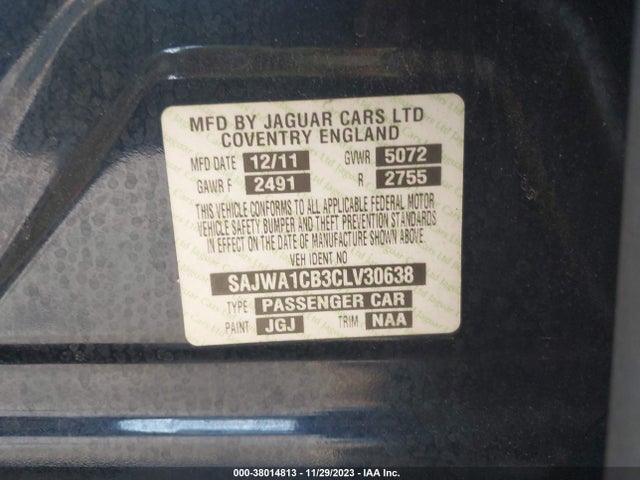 MFD BY JAGUAR CARS LTD
COVENTRY ENGLAND
MFD DATE 12/11 GVWR 5072
GAWR F 2491 R 2755
THIS VEHICLE CONFORMS TO ALL APPLICABLE FEDERAL MOTOR
VEHICLE SAFETY BUMPER AND THEFT PREVENTION STANDARDS
IN EFFECT ON THE DATE OF MANUFACTURE SHOWN ABOVE.
VEH IDENT NO
SAJWA1CB3CLV30638
TYPE PASSENGER CAR
PAINT JGJ TRIM NAA
000-38014813 - 11/29/2023 - IAA Inc.